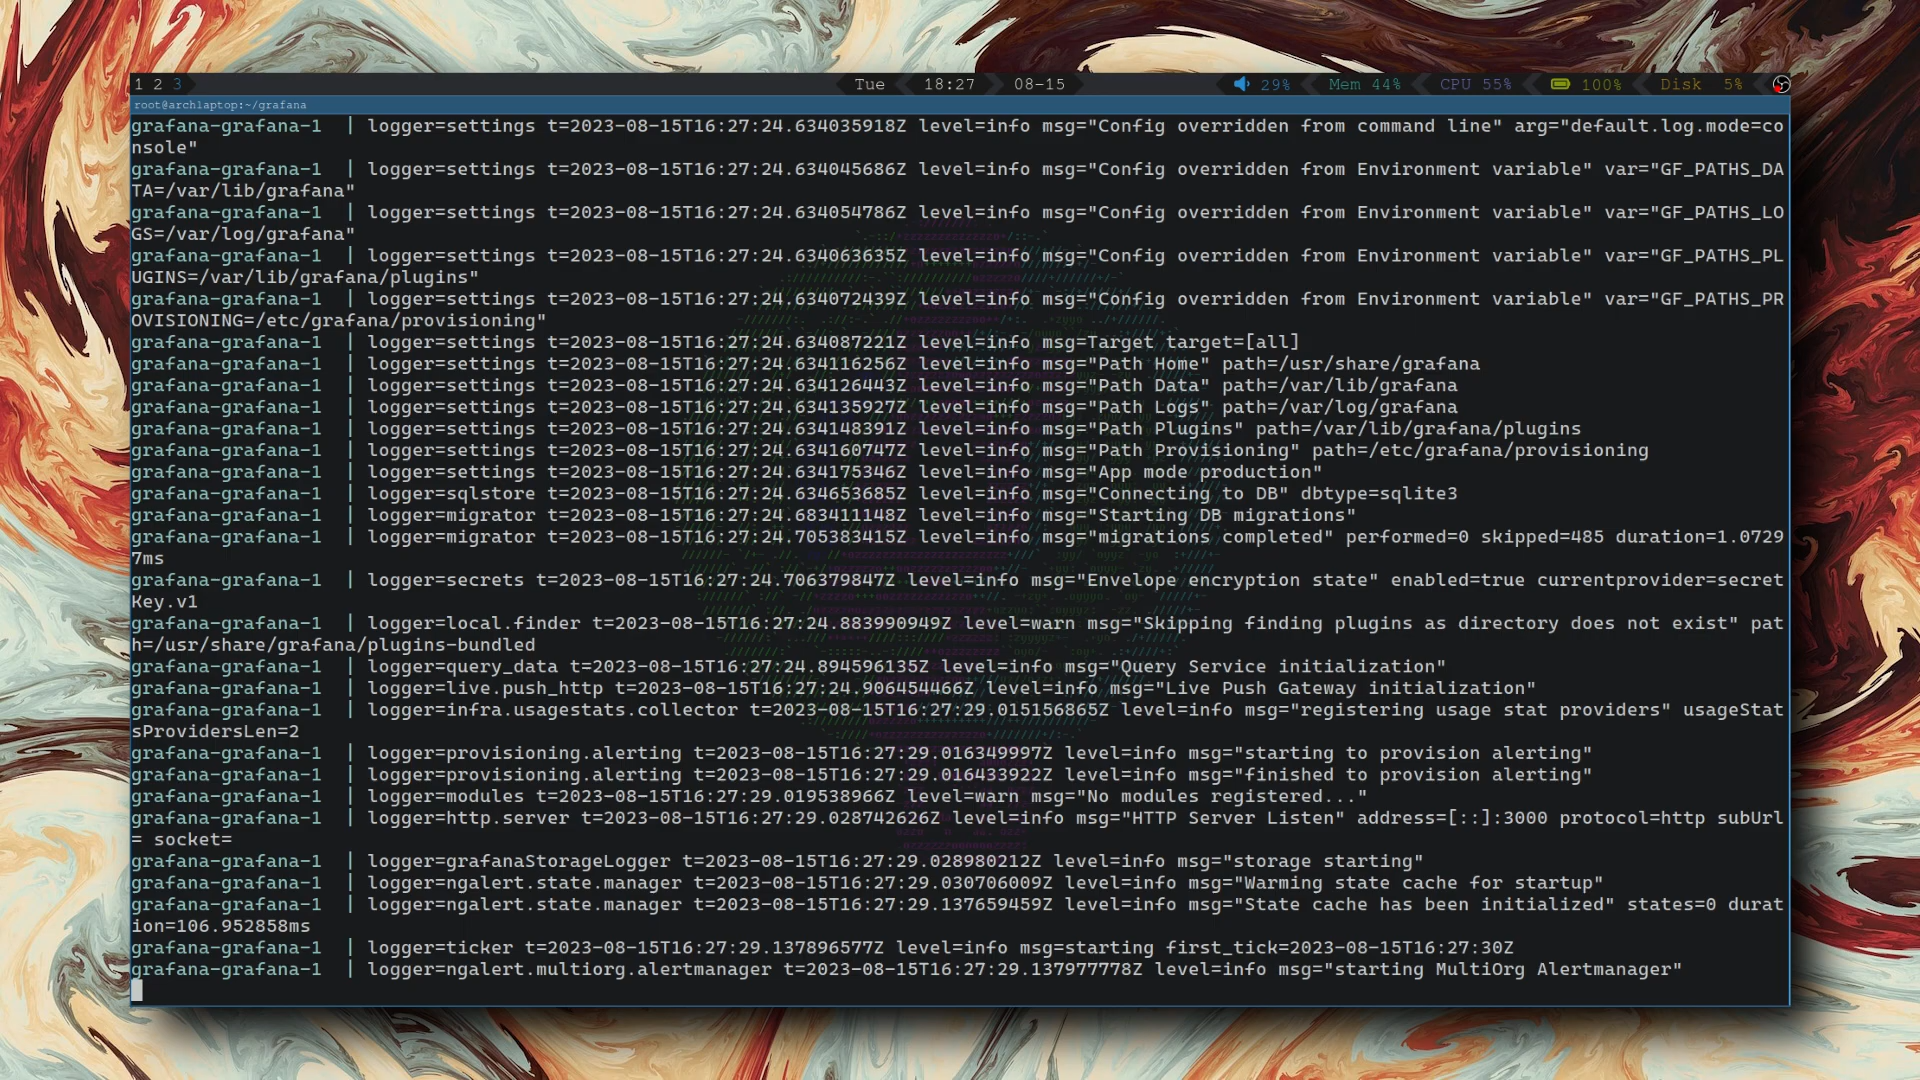 1 2 3 Tue 18:27 08-15 29% Mem 44% CPU 55% 100% Disk 5%
root@archlaptop:~/grafana
grafana-grafana-1  | logger=settings t=2023-08-15T16:27:24.634035918Z level=info msg="Config overridden from command line" arg="default.log.mode=co
nsole"
grafana-grafana-1  | logger=settings t=2023-08-15T16:27:24.634045686Z level=info msg="Config overridden from Environment variable" var="GF_PATHS_DA
TA=/var/lib/grafana"
grafana-grafana-1  | logger=settings t=2023-08-15T16:27:24.634054786Z level=info msg="Config overridden from Environment variable" var="GF_PATHS_LO
GS=/var/log/grafana"
grafana-grafana-1  | logger=settings t=2023-08-15T16:27:24.634063635Z level=info msg="Config overridden from Environment variable" var="GF_PATHS_PL
UGINS=/var/lib/grafana/plugins"
grafana-grafana-1  | logger=settings t=2023-08-15T16:27:24.634072439Z level=info msg="Config overridden from Environment variable" var="GF_PATHS_PR
OVISIONING=/etc/grafana/provisioning"
grafana-grafana-1  | logger=settings t=2023-08-15T16:27:24.634087221Z level=info msg=Target target=[all]
grafana-grafana-1  | logger=settings t=2023-08-15T16:27:24.634116256Z level=info msg="Path Home" path=/usr/share/grafana
grafana-grafana-1  | logger=settings t=2023-08-15T16:27:24.634126443Z level=info msg="Path Data" path=/var/lib/grafana
grafana-grafana-1  | logger=settings t=2023-08-15T16:27:24.634135927Z level=info msg="Path Logs" path=/var/log/grafana
grafana-grafana-1  | logger=settings t=2023-08-15T16:27:24.634148391Z level=info msg="Path Plugins" path=/var/lib/grafana/plugins
grafana-grafana-1  | logger=settings t=2023-08-15T16:27:24.634160747Z level=info msg="Path Provisioning" path=/etc/grafana/provisioning
grafana-grafana-1  | logger=settings t=2023-08-15T16:27:24.634175346Z level=info msg="App mode production"
grafana-grafana-1  | logger=sqlstore t=2023-08-15T16:27:24.634653685Z level=info msg="Connecting to DB" dbtype=sqlite3
grafana-grafana-1  | logger=migrator t=2023-08-15T16:27:24.683411148Z level=info msg="Starting DB migrations"
grafana-grafana-1  | logger=migrator t=2023-08-15T16:27:24.705383415Z level=info msg="migrations completed" performed=0 skipped=485 duration=1.0729
7ms
grafana-grafana-1  | logger=secrets t=2023-08-15T16:27:24.706379847Z level=info msg="Envelope encryption state" enabled=true currentprovider=secret
Key.v1
grafana-grafana-1  | logger=local.finder t=2023-08-15T16:27:24.883990949Z level=warn msg="Skipping finding plugins as directory does not exist" pat
h=/usr/share/grafana/plugins-bundled
grafana-grafana-1  | logger=query_data t=2023-08-15T16:27:24.894596135Z level=info msg="Query Service initialization"
grafana-grafana-1  | logger=live.push_http t=2023-08-15T16:27:24.906454466Z level=info msg="Live Push Gateway initialization"
grafana-grafana-1  | logger=infra.usagestats.collector t=2023-08-15T16:27:29.015156865Z level=info msg="registering usage stat providers" usageStat
sProvidersLen=2
grafana-grafana-1  | logger=provisioning.alerting t=2023-08-15T16:27:29.016349997Z level=info msg="starting to provision alerting"
grafana-grafana-1  | logger=provisioning.alerting t=2023-08-15T16:27:29.016433922Z level=info msg="finished to provision alerting"
grafana-grafana-1  | logger=modules t=2023-08-15T16:27:29.019538966Z level=warn msg="No modules registered..."
grafana-grafana-1  | logger=http.server t=2023-08-15T16:27:29.028742626Z level=info msg="HTTP Server Listen" address=[::]:3000 protocol=http subUrl
= socket=
grafana-grafana-1  | logger=grafanaStorageLogger t=2023-08-15T16:27:29.028980212Z level=info msg="storage starting"
grafana-grafana-1  | logger=ngalert.state.manager t=2023-08-15T16:27:29.030706009Z level=info msg="Warming state cache for startup"
grafana-grafana-1  | logger=ngalert.state.manager t=2023-08-15T16:27:29.137659459Z level=info msg="State cache has been initialized" states=0 durat
ion=106.952858ms
grafana-grafana-1  | logger=ticker t=2023-08-15T16:27:29.137896577Z level=info msg=starting first_tick=2023-08-15T16:27:30Z
grafana-grafana-1  | logger=ngalert.multiorg.alertmanager t=2023-08-15T16:27:29.137977778Z level=info msg="starting MultiOrg Alertmanager"